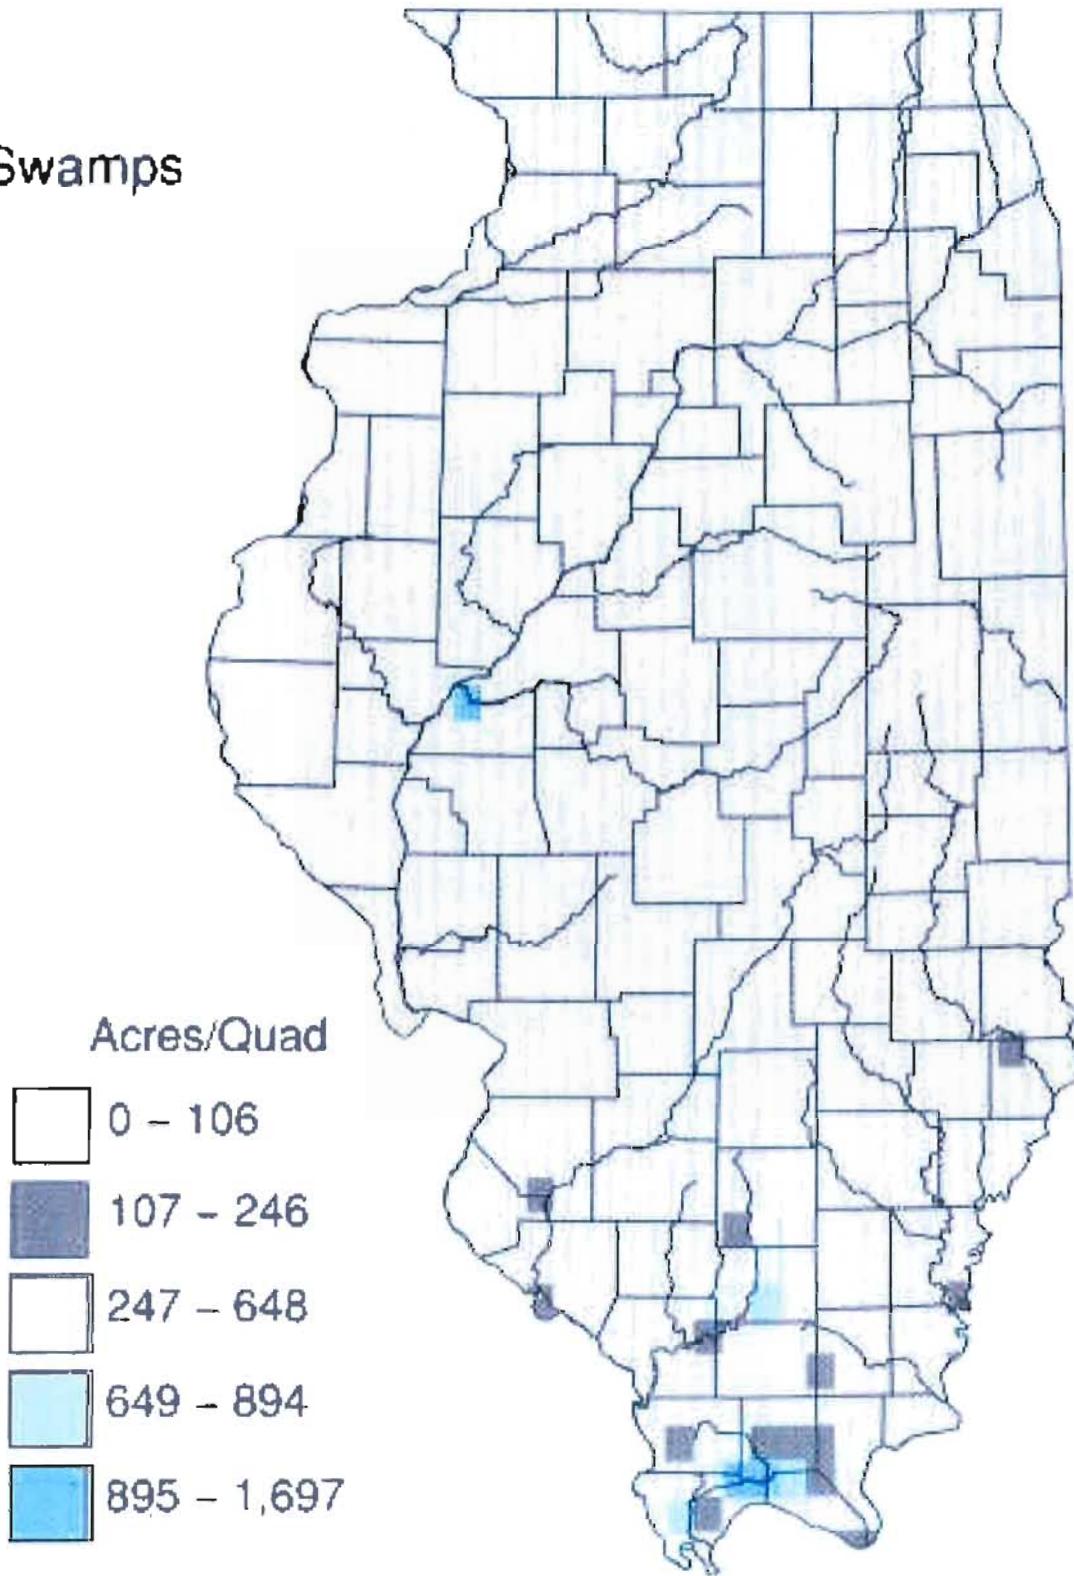 Swamps
Acres/Quad
0 – 106
107 – 246
247 – 648
649 – 894
895 – 1,697